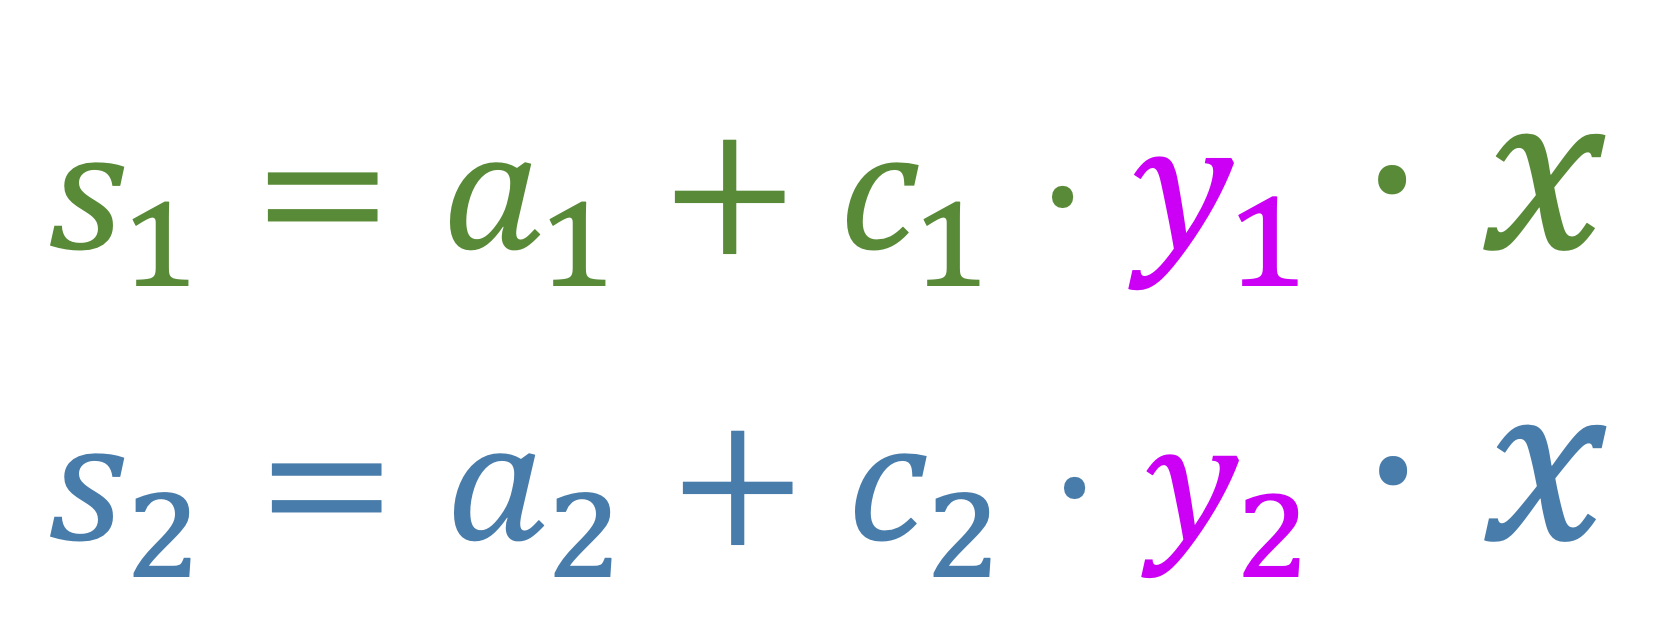 s₁ = a₁ + c₁ · y₁ · x
s₂ = a₂ + c₂ · y₂ · x